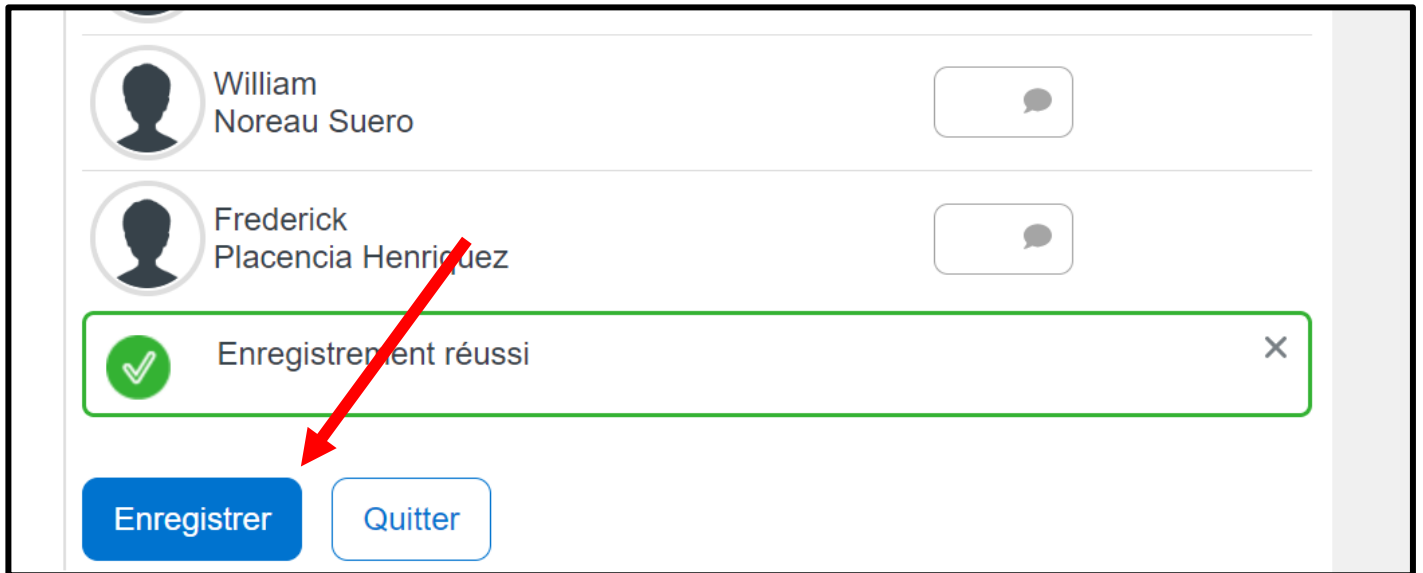 William
Noreau Suero
Frederick
Placencia Henriquez
Enregistrement réussi
Enregistrer
Quitter